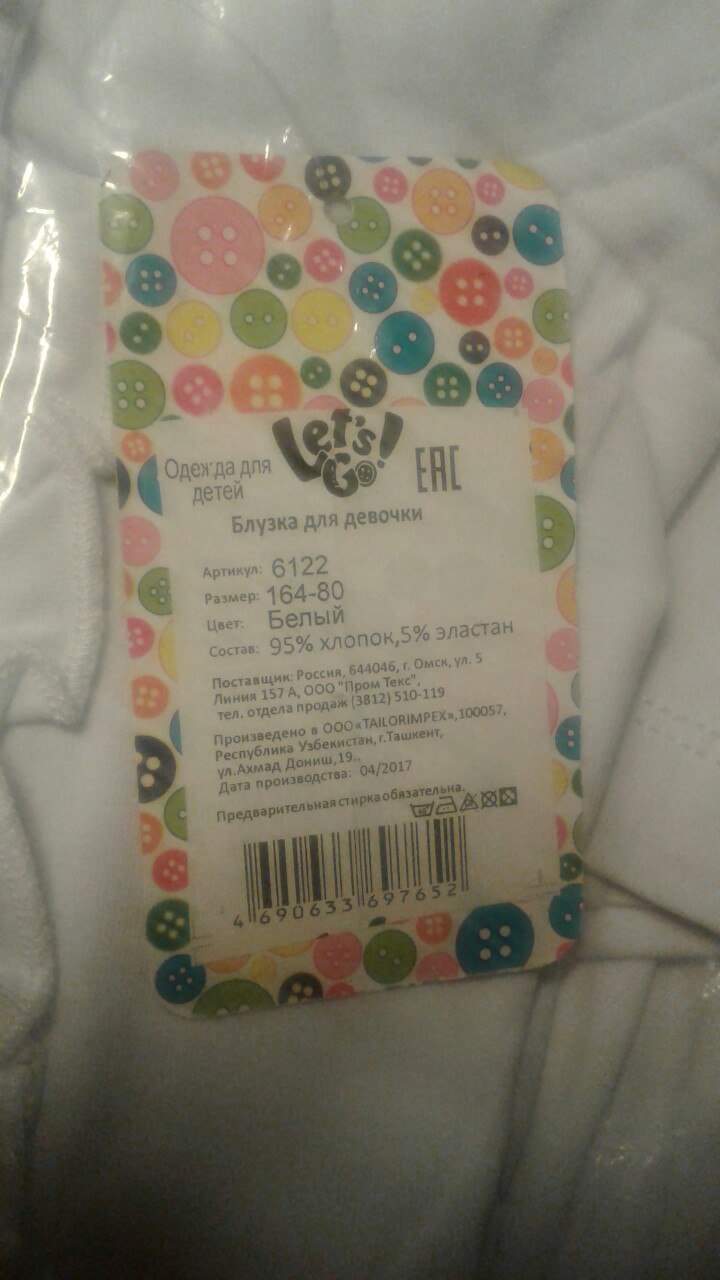 Одежда для
детей
Let's
Go!
EAC
Блузка для девочки
Артикул: 6122
Размер: 164-80
Цвет: Белый
Состав: 95% хлопок,5% эластан
Поставщик: Россия, 644046, г. Омск, ул. 5
Линия 157 А, ООО "Пром Текс",
тел. отдела продаж (3812) 510-119
Произведено в ООО«TAILORIMPEX»,100057,
Республика Узбекистан,г.Ташкент,
ул.Ахмад Дониш,19..
Дата производства: 04/2017
Предварительная стирка обязательна.
4 690633 697652